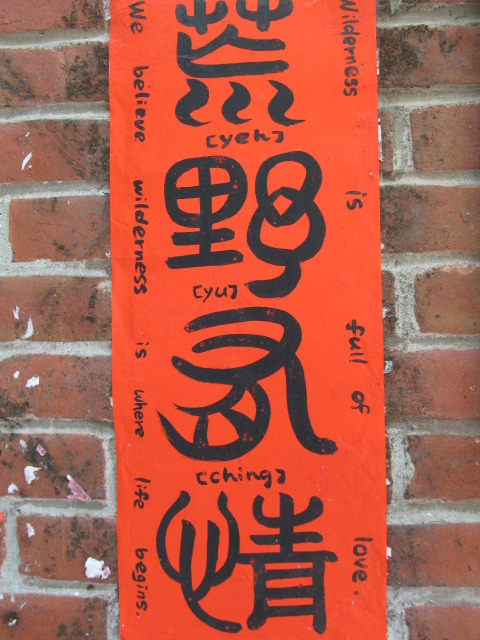 Wilderness is full of love.
荒
[yeh]
野
[yu]
有
[ching]
情
We believe wilderness is where life begins.